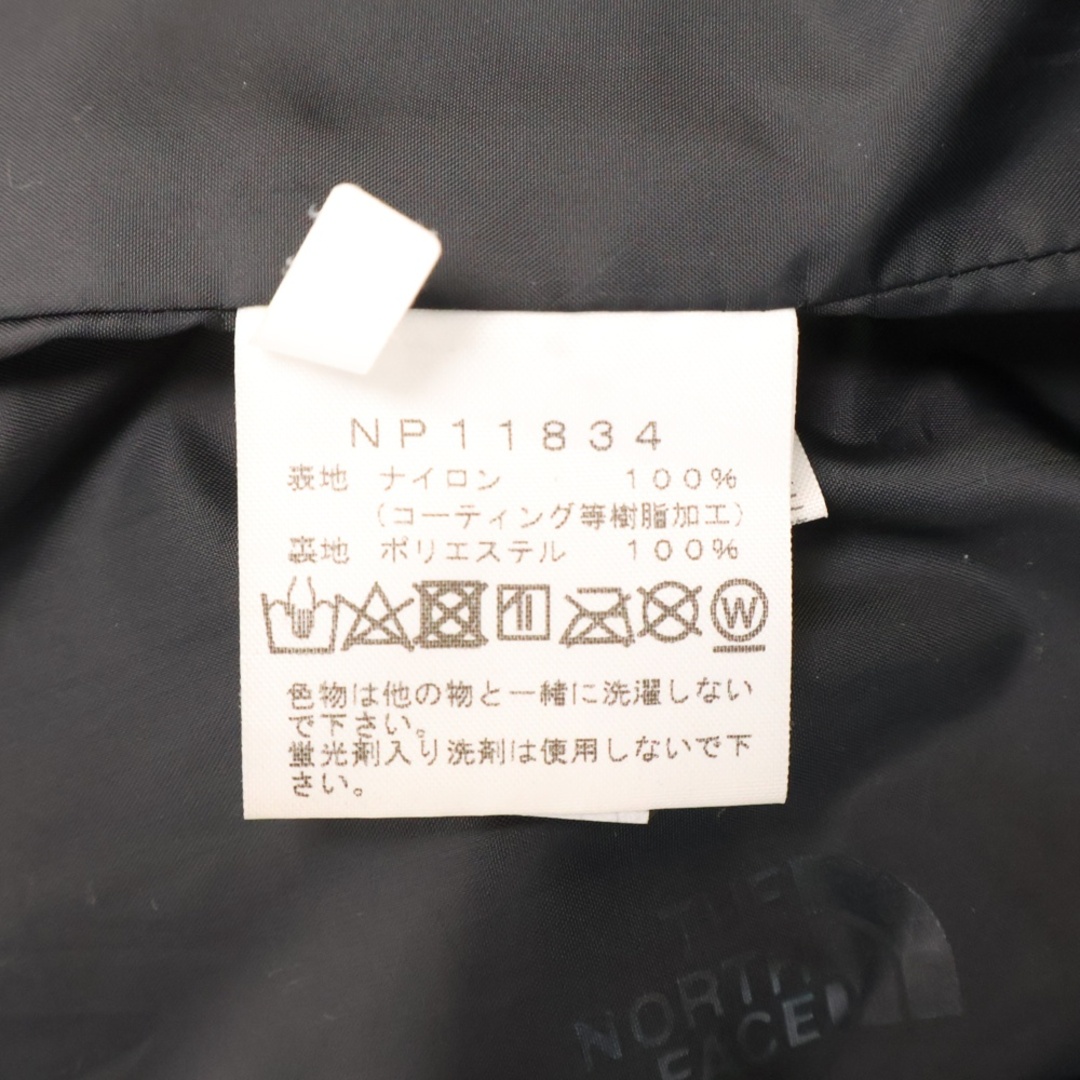 NP11834
表地 ナイロン 100%
(コーティング等樹脂加工)
裏地 ポリエステル 100%
W
色物は他の物と一緒に洗濯しない
で下さい。
蛍光剤入り洗剤は使用しないで下
さい。
THE
NORTH
FACE